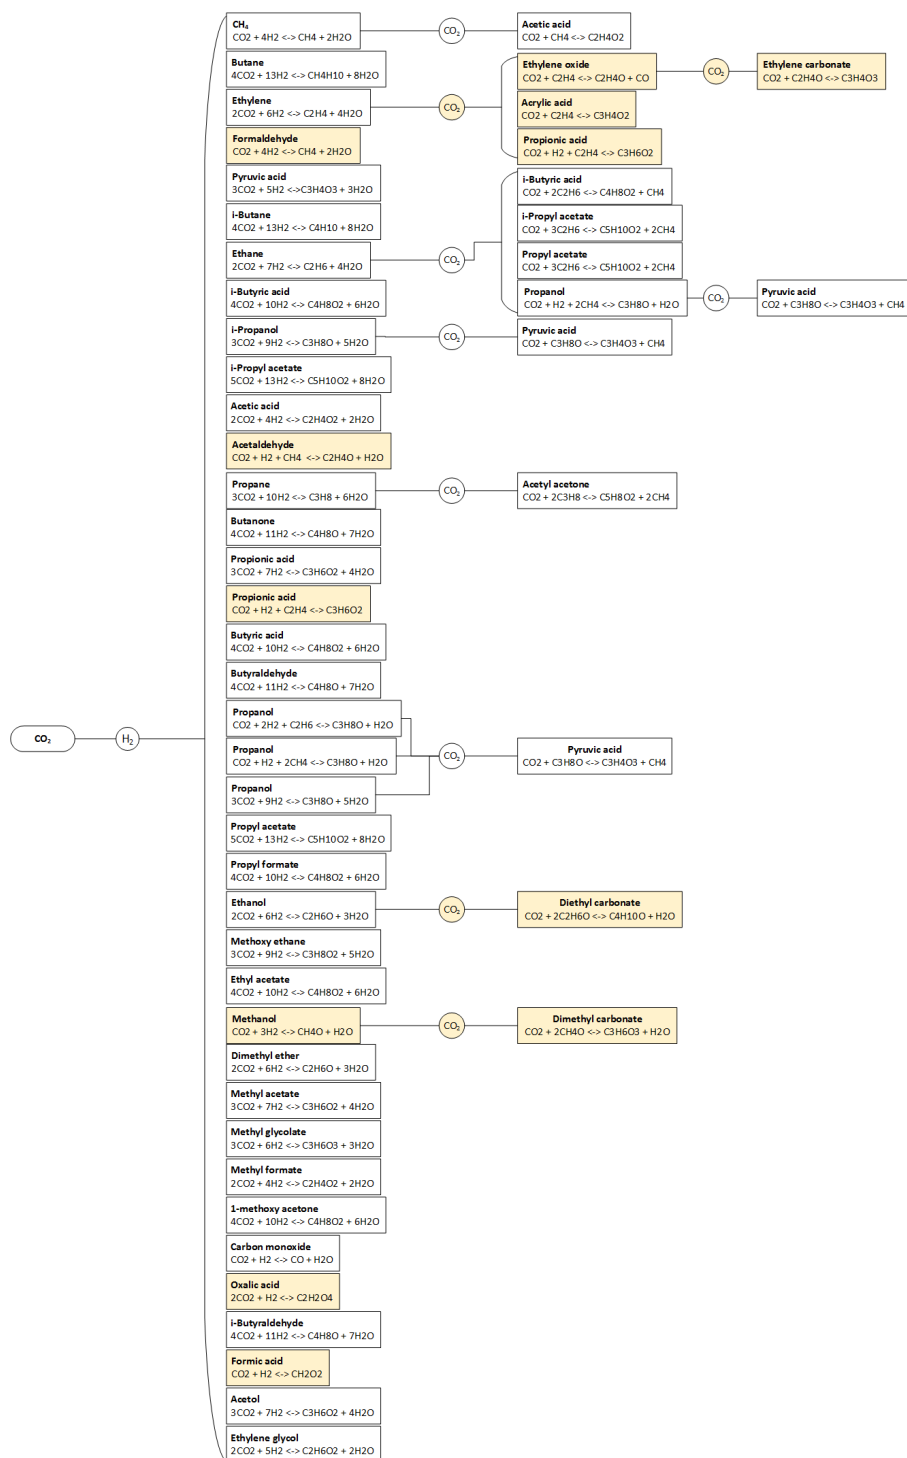 CH₄
CO2 + 4H2 <-> CH4 + 2H2O
CO₂
Acetic acid
CO2 + CH4 <-> C2H4O2
Butane
4CO2 + 13H2 <-> CH4H10 + 8H2O
Ethylene oxide
CO2 + C2H4 <-> C2H4O + CO
CO₂
Ethylene carbonate
CO2 + C2H4O <-> C3H4O3
Ethylene
2CO2 + 6H2 <-> C2H4 + 4H2O
CO₂
Acrylic acid
CO2 + C2H4 <-> C3H4O2
Formaldehyde
CO2 + 4H2 <-> CH4 + 2H2O
Propionic acid
CO2 + H2 + C2H4 <-> C3H6O2
Pyruvic acid
3CO2 + 5H2 <->C3H4O3 + 3H2O
i-Butyric acid
CO2 + 2C2H6 <-> C4H8O2 + CH4
i-Butane
4CO2 + 13H2 <-> C4H10 + 8H2O
i-Propyl acetate
CO2 + 3C2H6 <-> C5H10O2 + 2CH4
Ethane
2CO2 + 7H2 <-> C2H6 + 4H2O
CO₂
Propyl acetate
CO2 + 3C2H6 <-> C5H10O2 + 2CH4
i-Butyric acid
4CO2 + 10H2 <-> C4H8O2 + 6H2O
Propanol
CO2 + H2 + 2CH4 <-> C3H8O + H2O
CO₂
Pyruvic acid
CO2 + C3H8O <-> C3H4O3 + CH4
i-Propanol
3CO2 + 9H2 <-> C3H8O + 5H2O
CO₂
Pyruvic acid
CO2 + C3H8O <-> C3H4O3 + CH4
i-Propyl acetate
5CO2 + 13H2 <-> C5H10O2 + 8H2O
Acetic acid
2CO2 + 4H2 <-> C2H4O2 + 2H2O
Acetaldehyde
CO2 + H2 + CH4 <-> C2H4O + H2O
Propane
3CO2 + 10H2 <-> C3H8 + 6H2O
CO₂
Acetyl acetone
CO2 + 2C3H8 <-> C5H8O2 + 2CH4
Butanone
4CO2 + 11H2 <-> C4H8O + 7H2O
Propionic acid
3CO2 + 7H2 <-> C3H6O2 + 4H2O
Propionic acid
CO2 + H2 + C2H4 <-> C3H6O2
Butyric acid
4CO2 + 10H2 <-> C4H8O2 + 6H2O
Butyraldehyde
4CO2 + 11H2 <-> C4H8O + 7H2O
Propanol
CO2 + 2H2 + C2H6 <-> C3H8O + H2O
CO₂
H₂
Propanol
CO2 + H2 + 2CH4 <-> C3H8O + H2O
CO₂
Pyruvic acid
CO2 + C3H8O <-> C3H4O3 + CH4
Propanol
3CO2 + 9H2 <-> C3H8O + 5H2O
Propyl acetate
5CO2 + 13H2 <-> C5H10O2 + 8H2O
Propyl formate
4CO2 + 10H2 <-> C4H8O2 + 6H2O
Ethanol
2CO2 + 6H2 <-> C2H6O + 3H2O
CO₂
Diethyl carbonate
CO2 + 2C2H6O <-> C4H10O + H2O
Methoxy ethane
3CO2 + 9H2 <-> C3H8O2 + 5H2O
Ethyl acetate
4CO2 + 10H2 <-> C4H8O2 + 6H2O
Methanol
CO2 + 3H2 <-> CH4O + H2O
CO₂
Dimethyl carbonate
CO2 + 2CH4O <-> C3H6O3 + H2O
Dimethyl ether
2CO2 + 6H2 <-> C2H6O + 3H2O
Methyl acetate
3CO2 + 7H2 <-> C3H6O2 + 4H2O
Methyl glycolate
3CO2 + 6H2 <-> C3H6O3 + 3H2O
Methyl formate
2CO2 + 4H2 <-> C2H4O2 + 2H2O
1-methoxy acetone
4CO2 + 10H2 <-> C4H8O2 + 6H2O
Carbon monoxide
CO2 + H2 <-> CO + H2O
Oxalic acid
2CO2 + H2 <-> C2H2O4
i-Butyraldehyde
4CO2 + 11H2 <-> C4H8O + 7H2O
Formic acid
CO2 + H2 <-> CH2O2
Acetol
3CO2 + 7H2 <-> C3H6O2 + 4H2O
Ethylene glycol
2CO2 + 5H2 <-> C2H6O2 + 2H2O